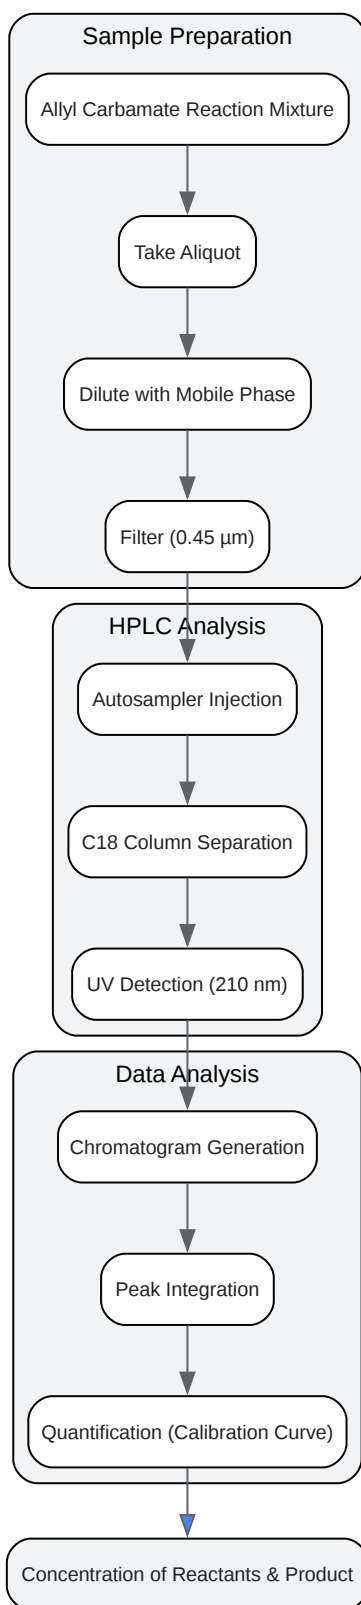 Sample Preparation
Allyl Carbamate Reaction Mixture
Take Aliquot
Dilute with Mobile Phase
Filter (0.45 µm)
HPLC Analysis
Autosampler Injection
C18 Column Separation
UV Detection (210 nm)
Data Analysis
Chromatogram Generation
Peak Integration
Quantification (Calibration Curve)
Concentration of Reactants & Product